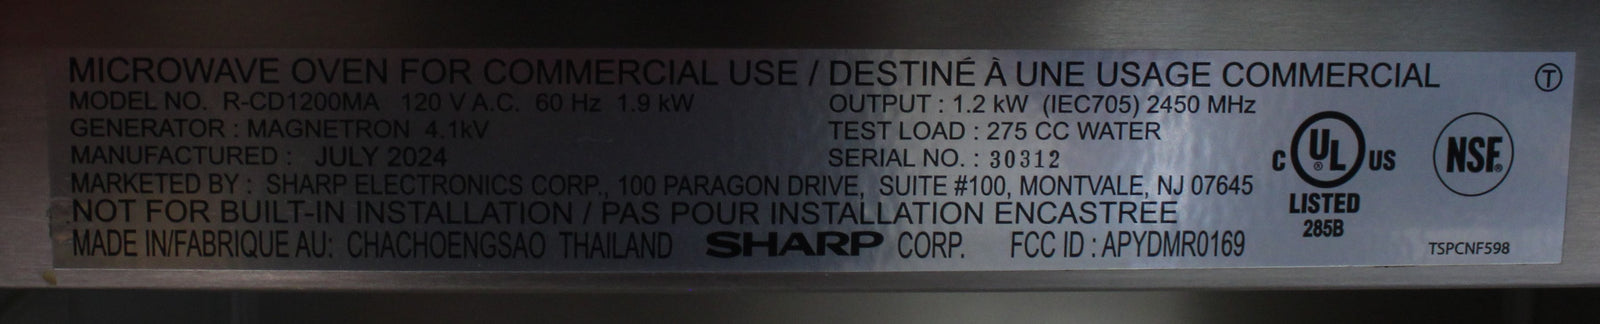 MICROWAVE OVEN FOR COMMERCIAL USE / DESTINÉ À UNE USAGE COMMERCIAL T
MODEL NO. R-CD1200MA 120 V A.C. 60 Hz 1.9 kW OUTPUT : 1.2 kW (IEC705) 2450 MHz
GENERATOR : MAGNETRON 4.1kV TEST LOAD : 275 CC WATER
MANUFACTURED : JULY 2024 SERIAL NO. : 30312
MARKETED BY : SHARP ELECTRONICS CORP., 100 PARAGON DRIVE, SUITE #100, MONTVALE, NJ 07645
NOT FOR BUILT-IN INSTALLATION / PAS POUR INSTALLATION ENCASTREE
MADE IN/FABRIQUE AU: CHACHOENGSAO THAILAND SHARP CORP. FCC ID : APYDMR0169
C UL® US
LISTED
285B
NSF®
TSPCNF598